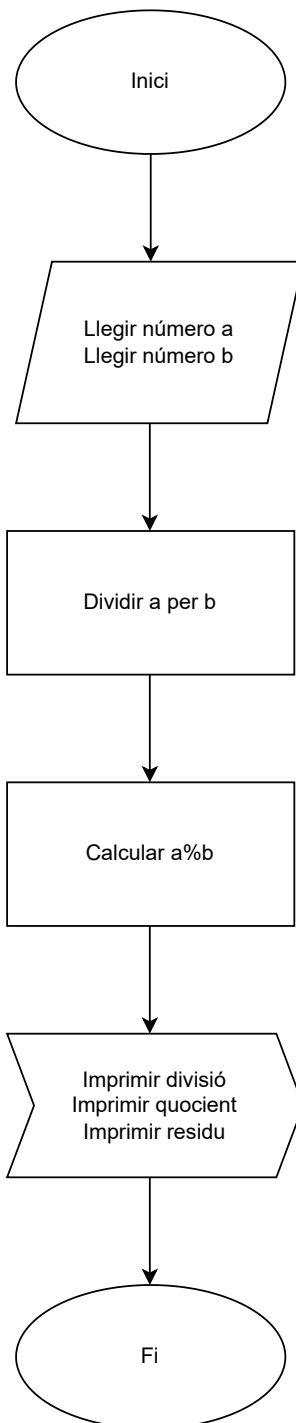 Inici
Llegir número a
Llegir número b
Dividir a per b
Calcular a%b
Imprimir divisió
Imprimir quocient
Imprimir residu
Fi